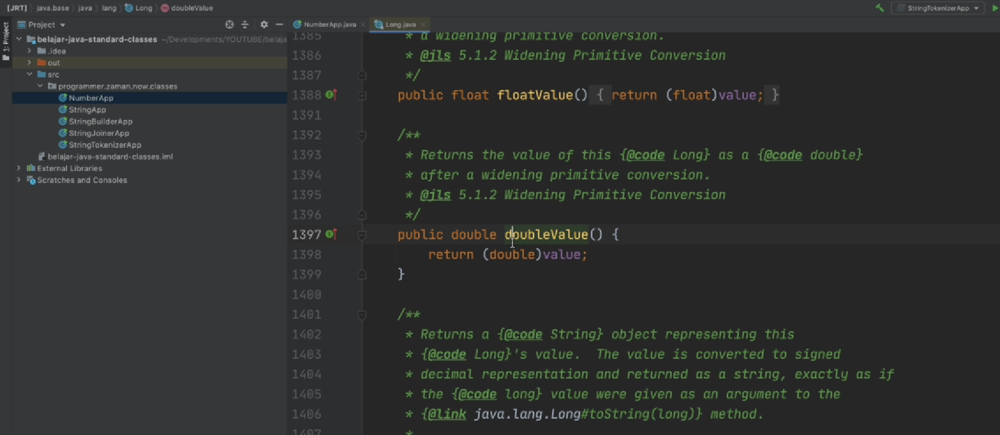 [JRT] java.base java lang Long doubleValue
StringTokenizerApp
1: Project
Project
NumberApp.java
Long.java
belajar-java-standard-classes ~/Developments/YOUTUBE/belaja
.idea
out
src
programmer.zaman.now.classes
NumberApp
StringApp
StringBuilderApp
StringJoinerApp
StringTokenizerApp
belajar-java-standard-classes.iml
External Libraries
Scratches and Consoles
1385 * a widening primitive conversion.
1386 * @jls 5.1.2 Widening Primitive Conversion
1387 */
1388 public float floatValue() { return (float)value; }
1391
1392 /**
1393 * Returns the value of this {@code Long} as a {@code double}
1394 * after a widening primitive conversion.
1395 * @jls 5.1.2 Widening Primitive Conversion
1396 */
1397 public double doubleValue() {
1398 return (double)value;
1399 }
1400
1401 /**
1402 * Returns a {@code String} object representing this
1403 * {@code Long}'s value.  The value is converted to signed
1404 * decimal representation and returned as a string, exactly as if
1405 * the {@code long} value were given as an argument to the
1406 * {@link java.lang.Long#toString(long)} method.
1407 *